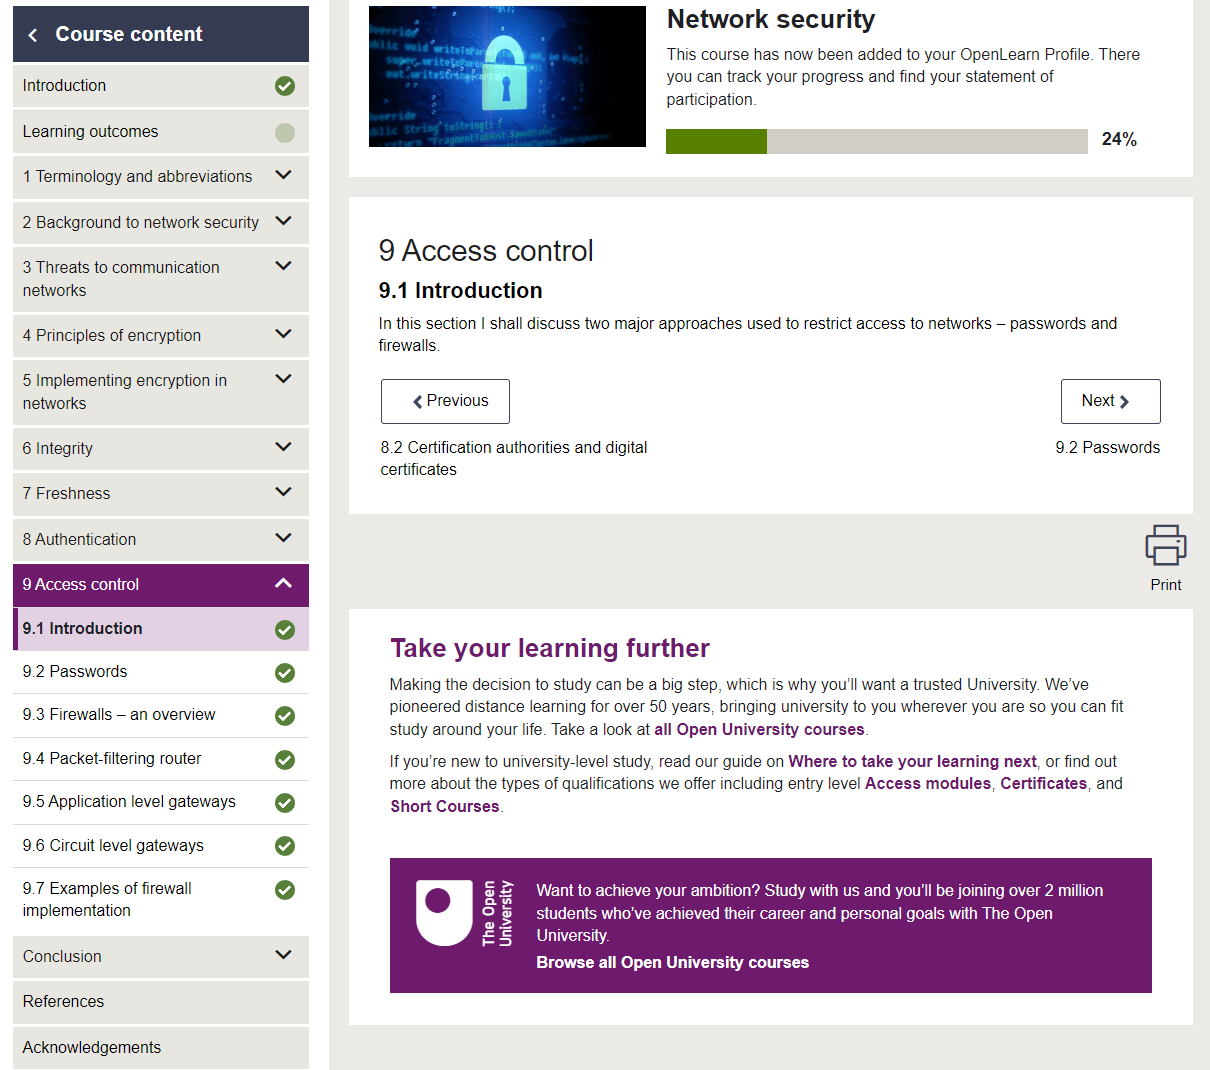 Course content
Introduction
Learning outcomes
1 Terminology and abbreviations
2 Background to network security
3 Threats to communication
networks
4 Principles of encryption
5 Implementing encryption in
networks
6 Integrity
7 Freshness
8 Authentication
9 Access control
9.1 Introduction
9.2 Passwords
9.3 Firewalls – an overview
9.4 Packet-filtering router
9.5 Application level gateways
9.6 Circuit level gateways
9.7 Examples of firewall
implementation
Conclusion
References
Acknowledgements
Network security
This course has now been added to your OpenLearn Profile. There
you can track your progress and find your statement of
participation.
24%
9 Access control
9.1 Introduction
In this section I shall discuss two major approaches used to restrict access to networks – passwords and
firewalls.
Previous
Next
8.2 Certification authorities and digital
certificates
9.2 Passwords
Print
Take your learning further
Making the decision to study can be a big step, which is why you'll want a trusted University. We've
pioneered distance learning for over 50 years, bringing university to you wherever you are so you can fit
study around your life. Take a look at all Open University courses.
If you're new to university-level study, read our guide on Where to take your learning next, or find out
more about the types of qualifications we offer including entry level Access modules, Certificates, and
Short Courses.
The Open
University
Want to achieve your ambition? Study with us and you'll be joining over 2 million
students who've achieved their career and personal goals with The Open
University.
Browse all Open University courses